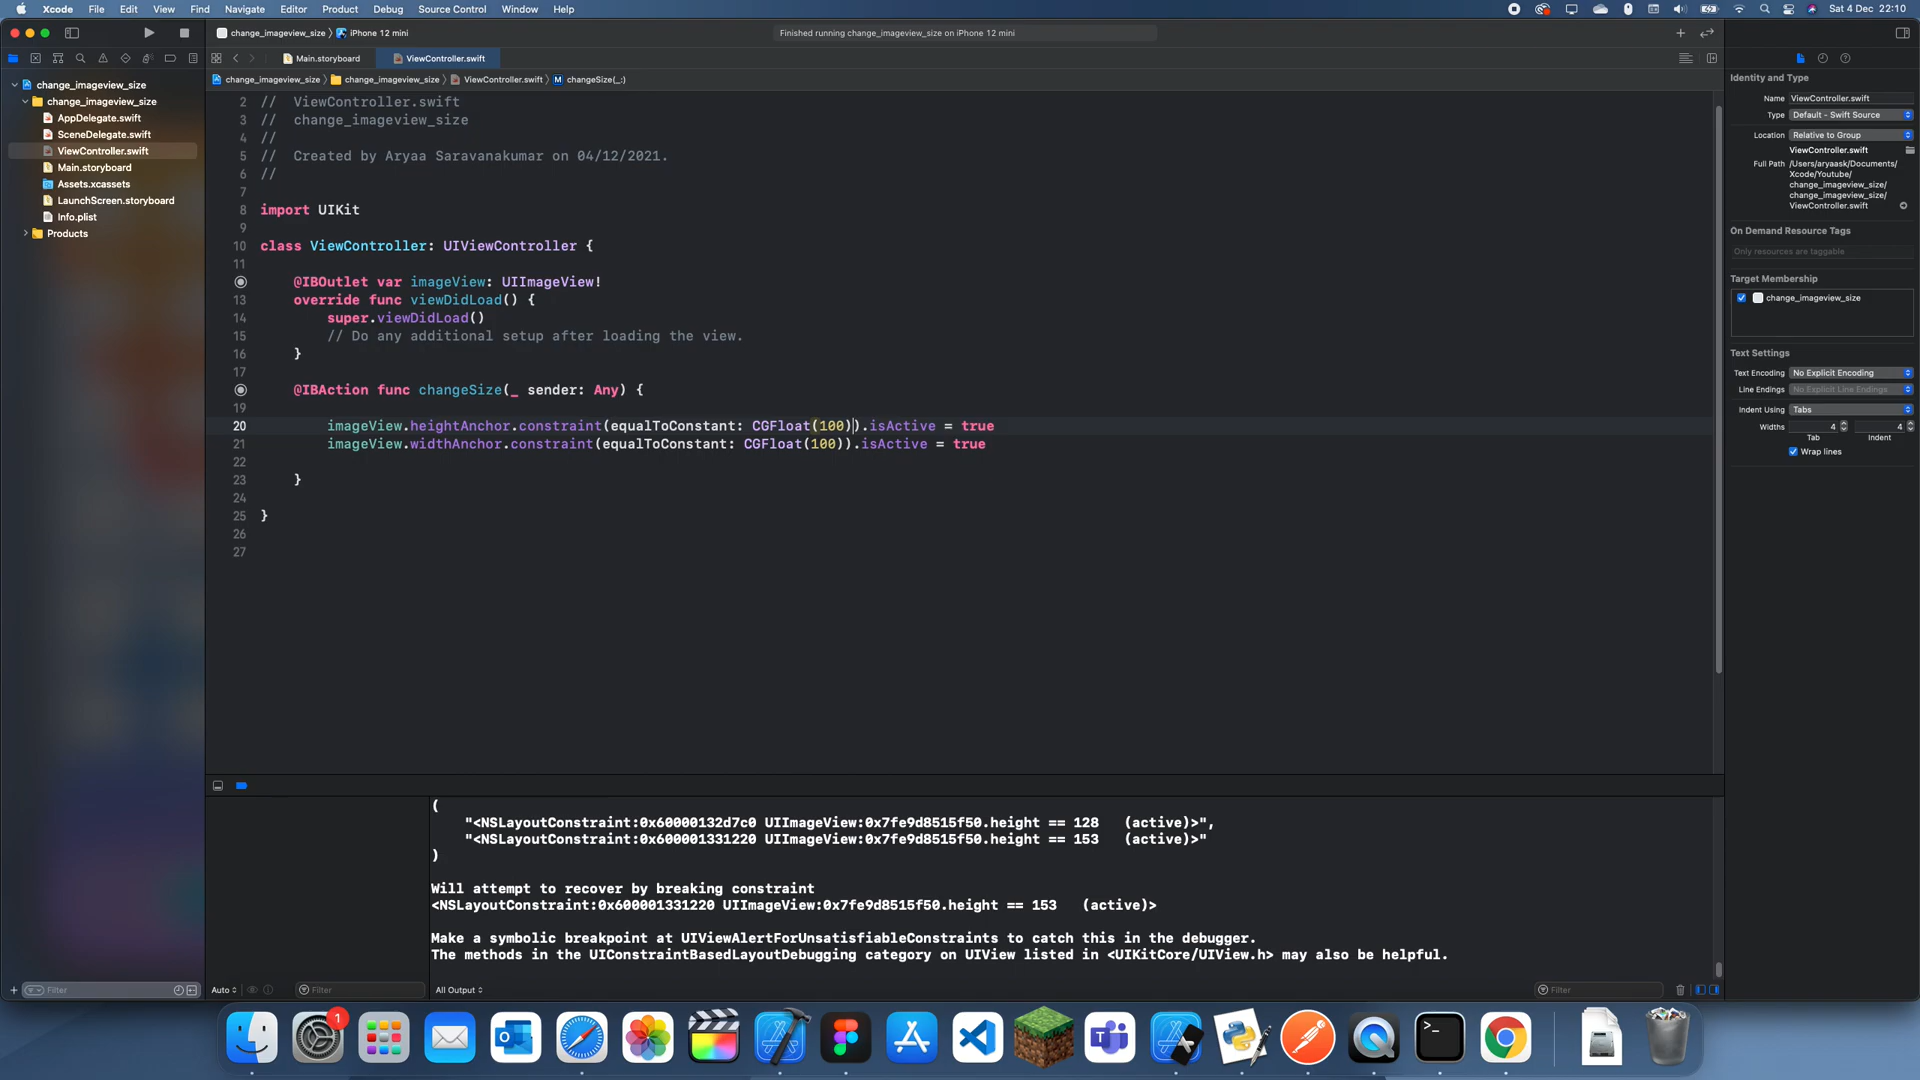 Xcode File Edit View Find Navigate Editor Product Debug Source Control Window Help Sat 4 Dec 22:10
change_imageview_size 〉 iPhone 12 mini Finished running change_imageview_size on iPhone 12 mini
Main.storyboard ViewController.swift
change_imageview_size 〉 change_imageview_size 〉 ViewController.swift 〉 M changeSize(_:)
change_imageview_size
change_imageview_size
AppDelegate.swift
SceneDelegate.swift
ViewController.swift
Main.storyboard
Assets.xcassets
LaunchScreen.storyboard
Info.plist
Products
Filter
2 // ViewController.swift
3 // change_imageview_size
4 //
5 // Created by Aryaa Saravanakumar on 04/12/2021.
6 //
7
8 import UIKit
9
10 class ViewController: UIViewController {
11
@IBOutlet var imageView: UIImageView!
13 override func viewDidLoad() {
14 super.viewDidLoad()
15 // Do any additional setup after loading the view.
16 }
17
@IBAction func changeSize(_ sender: Any) {
19
20 imageView.heightAnchor.constraint(equalToConstant: CGFloat(100)).isActive = true
21 imageView.widthAnchor.constraint(equalToConstant: CGFloat(100)).isActive = true
22
23 }
24
25 }
26
27
(
"<NSLayoutConstraint:0x60000132d7c0 UIImageView:0x7fe9d8515f50.height == 128 (active)>",
"<NSLayoutConstraint:0x600001331220 UIImageView:0x7fe9d8515f50.height == 153 (active)>"
)
Will attempt to recover by breaking constraint
<NSLayoutConstraint:0x600001331220 UIImageView:0x7fe9d8515f50.height == 153 (active)>
Make a symbolic breakpoint at UIViewAlertForUnsatisfiableConstraints to catch this in the debugger.
The methods in the UIConstraintBasedLayoutDebugging category on UIView listed in <UIKitCore/UIView.h> may also be helpful.
Auto Filter All Output Filter
Identity and Type
Name ViewController.swift
Type Default - Swift Source
Location Relative to Group
ViewController.swift
Full Path /Users/aryaask/Documents/
Xcode/Youtube/
change_imageview_size/
change_imageview_size/
ViewController.swift
On Demand Resource Tags
Only resources are taggable
Target Membership
change_imageview_size
Text Settings
Text Encoding No Explicit Encoding
Line Endings No Explicit Line Endings
Indent Using Tabs
Widths 4 4
Tab Indent
Wrap lines
1